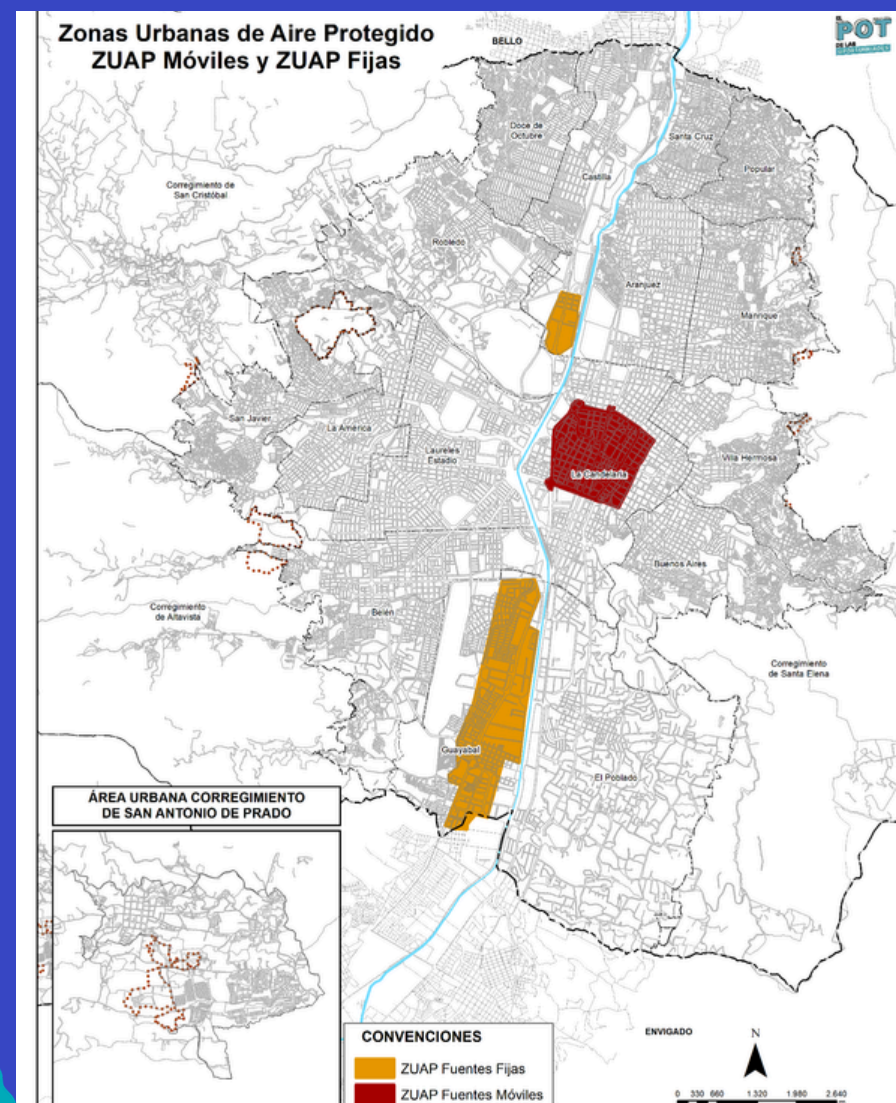 Zonas Urbanas de Aire Protegido
ZUAP Móviles y ZUAP Fijas
EL
POT
DE LAS
BELLO
Doce de
Octubre
Santa Cruz
Popular
Castilla
Corregimiento de
San Cristóbal
Robledo
Aranjuez
Manrique
San Javier
La América
Laureles
Estadio
La Candelaria
Villa Hermosa
Buenos Aires
Corregimiento
de Altavista
Belén
Corregimiento
de Santa Elena
Guayabal
El Poblado
ÁREA URBANA CORREGIMIENTO
DE SAN ANTONIO DE PRADO
ENVIGADO
N
CONVENCIONES
ZUAP Fuentes Fijas
ZUAP Fuentes Móviles
0 330 660 1.320 1.980 2.640